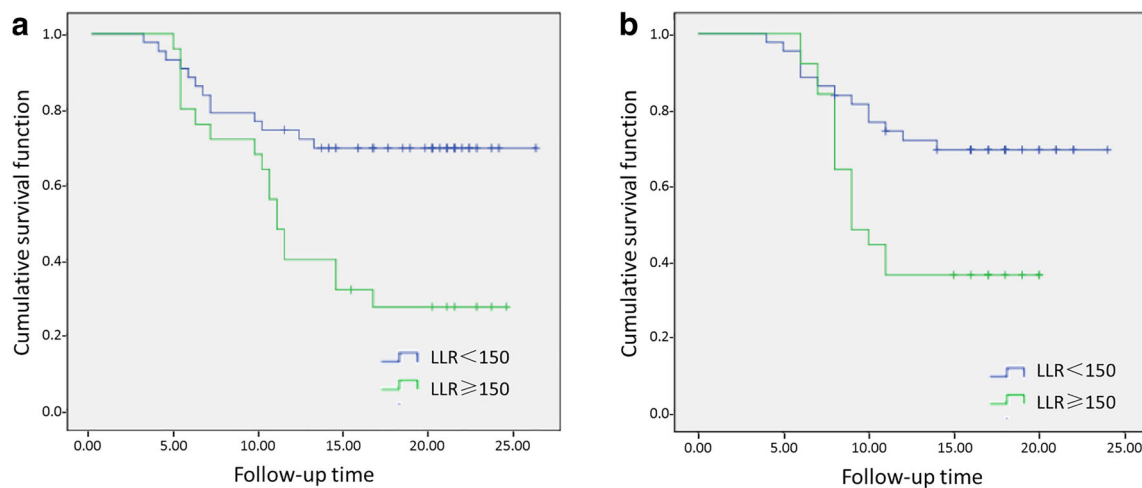 a
Cumulative survival function
1.0
0.8
0.6
0.4
0.2
0.0
0.00 5.00 10.00 15.00 20.00 25.00
Follow-up time
LLR<150
LLR≥150
b
Cumulative survival function
1.0
0.8
0.6
0.4
0.2
0.0
0.00 5.00 10.00 15.00 20.00 25.00
Follow-up time
LLR<150
LLR≥150